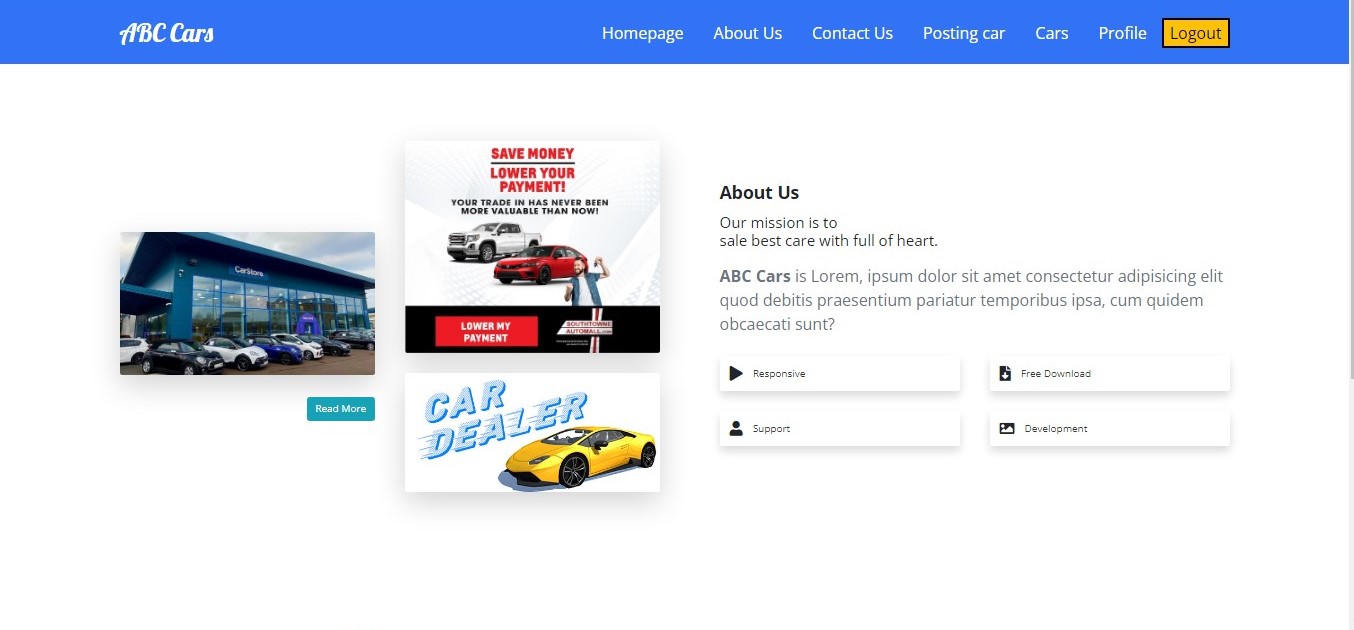 ABC Cars
Homepage
About Us
Contact Us
Posting car
Cars
Profile
Logout
CarStore
Read More
SAVE MONEY
LOWER YOUR
PAYMENT!
YOUR TRADE IN HAS NEVER BEEN
MORE VALUABLE THAN NOW!
LOWER MY
PAYMENT
SOUTHTOWNE
AUTOMALL.COM
CAR
DEALER
About Us
Our mission is to
sale best care with full of heart.
ABC Cars is Lorem, ipsum dolor sit amet consectetur adipisicing elit
quod debitis praesentium pariatur temporibus ipsa, cum quidem
obcaecati sunt?
Responsive
Free Download
Support
Development